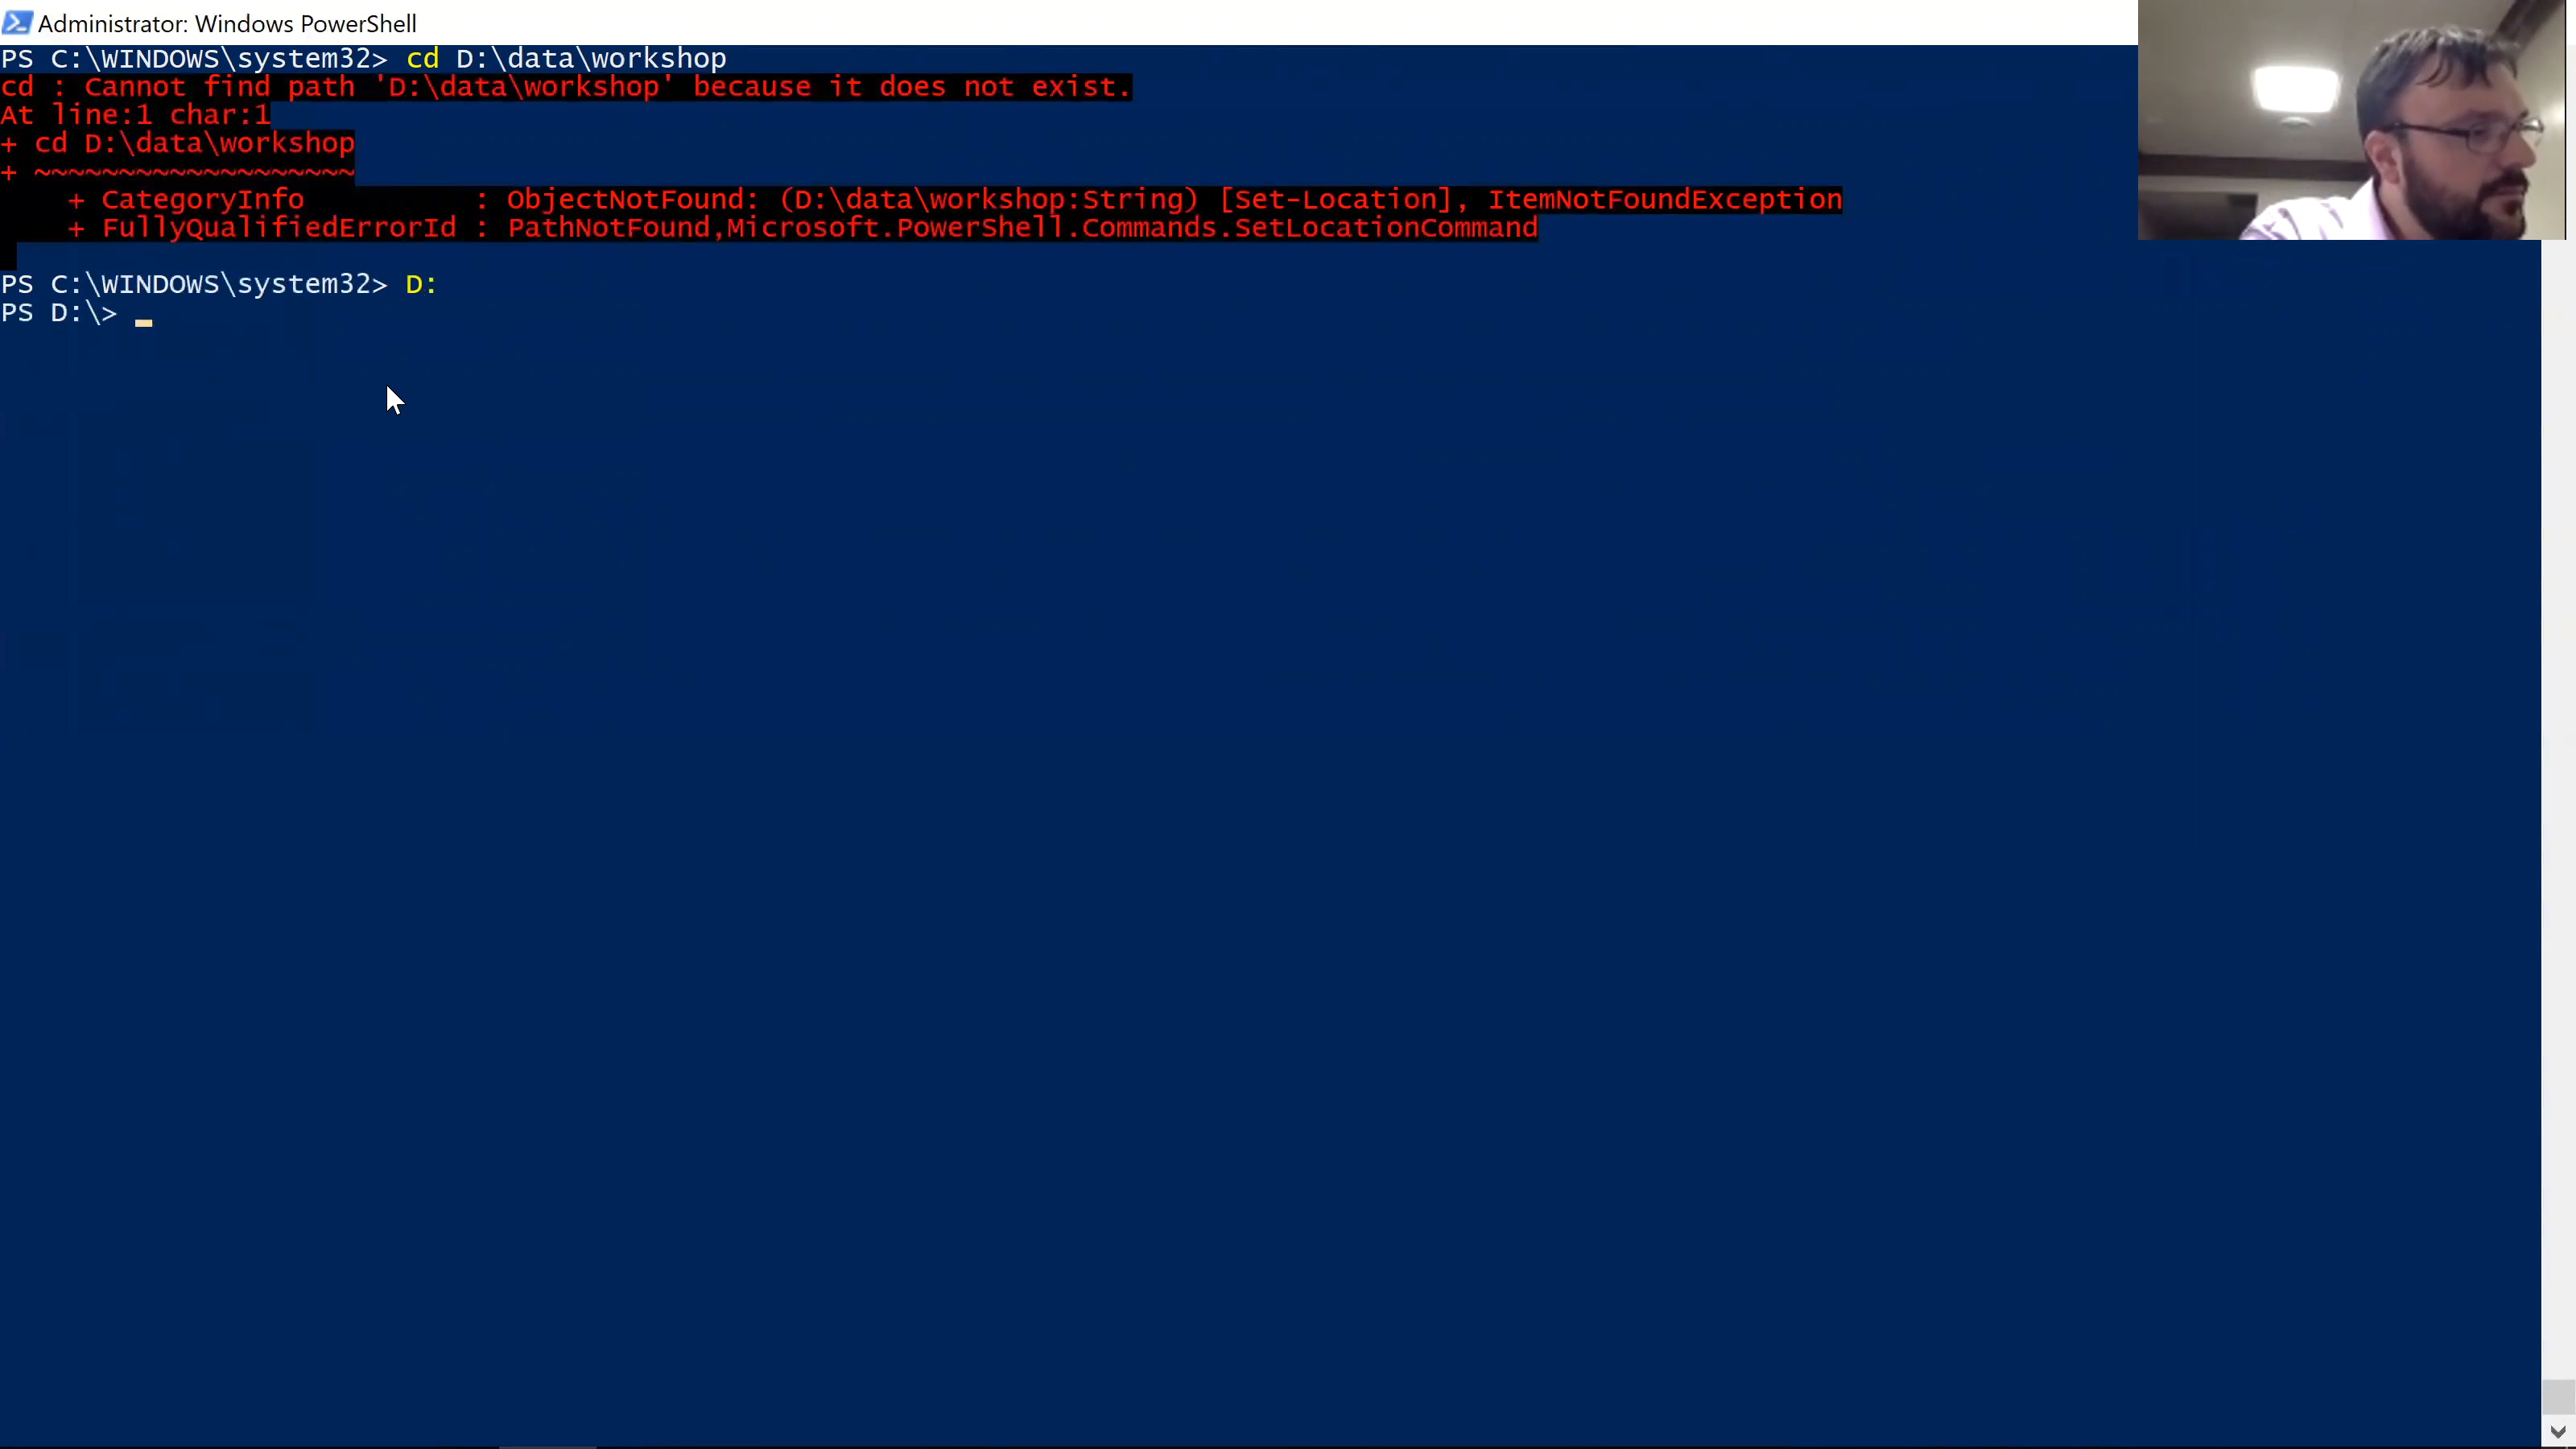 Administrator: Windows PowerShell
PS C:\WINDOWS\system32> cd D:\data\workshop
cd : Cannot find path 'D:\data\workshop' because it does not exist.
At line:1 char:1
+ cd D:\data\workshop
+ ~~~~~~~~~~~~~~~~~~~
    + CategoryInfo          : ObjectNotFound: (D:\data\workshop:String) [Set-Location], ItemNotFoundException
    + FullyQualifiedErrorId : PathNotFound,Microsoft.PowerShell.Commands.SetLocationCommand
PS C:\WINDOWS\system32> D:
PS D:\>